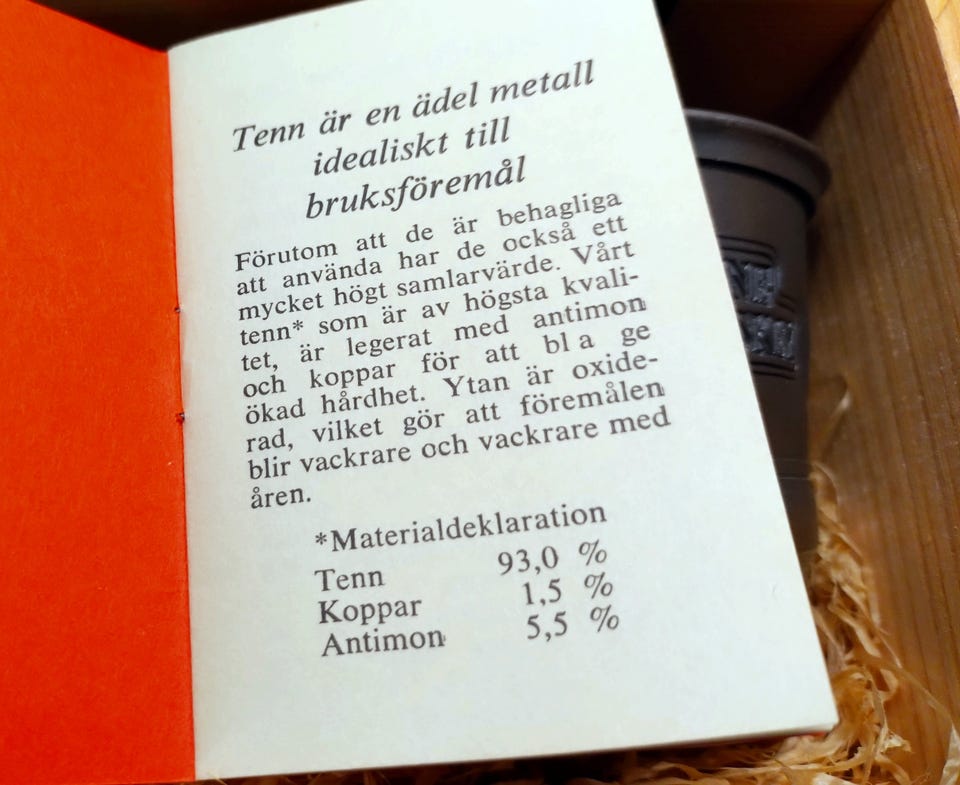 Tenn är en ädel metall
idealiskt till
bruksföremål
Förutom att de är behagliga
att använda har de också ett
mycket högt samlarvärde. Vårt
tenn* som är av högsta kvali-
tet, är legerat med antimon
och koppar för att bl a ge
ökad hårdhet. Ytan är oxide-
rad, vilket gör att föremålen
blir vackrare och vackrare med
åren.
*Materialdeklaration
Tenn 93,0 %
Koppar 1,5 %
Antimon 5,5 %